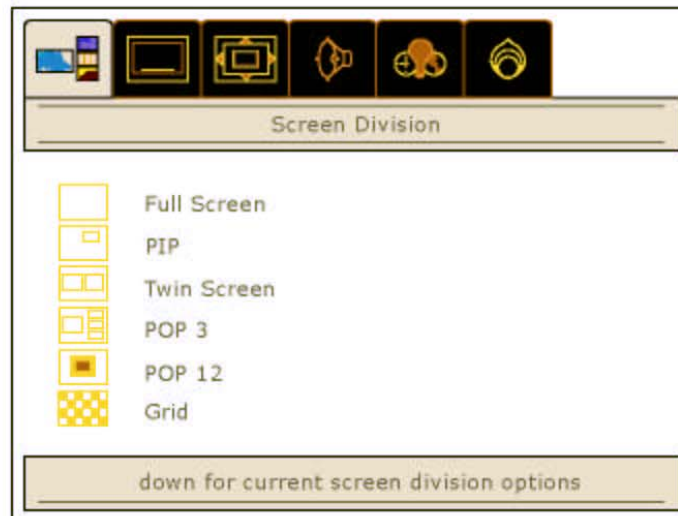 Screen Division
Full Screen
PIP
Twin Screen
POP 3
POP 12
Grid
down for current screen division options